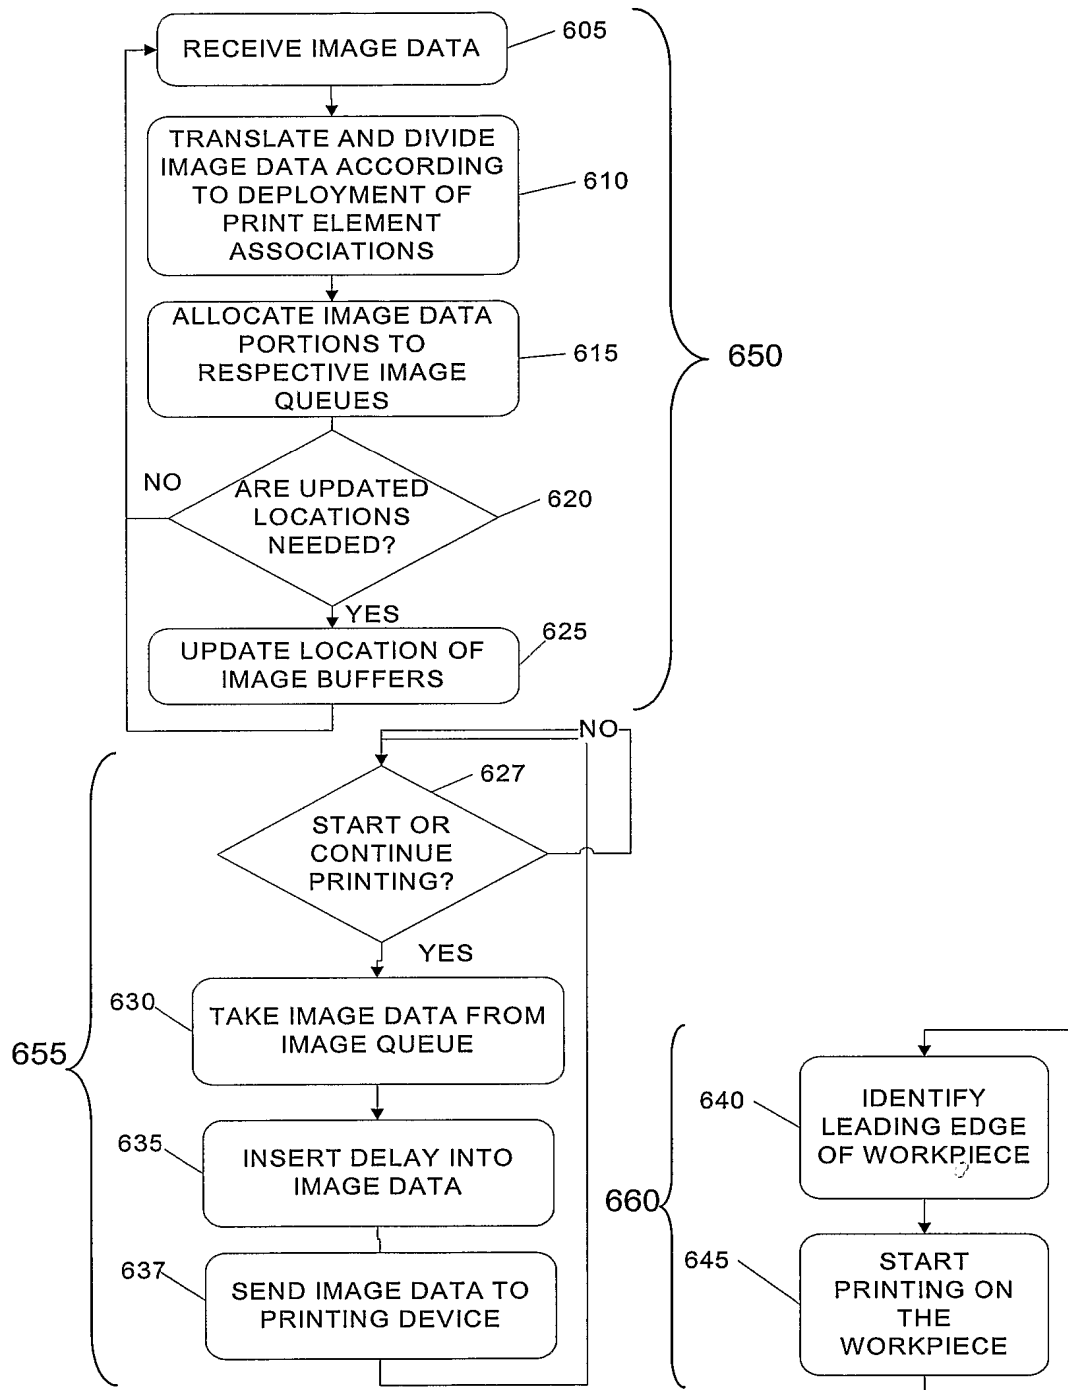 RECEIVE IMAGE DATA
605
TRANSLATE AND DIVIDE
IMAGE DATA ACCORDING
TO DEPLOYMENT OF
PRINT ELEMENT
ASSOCIATIONS
610
ALLOCATE IMAGE DATA
PORTIONS TO
RESPECTIVE IMAGE
QUEUES
615
650
NO
ARE UPDATED
LOCATIONS
NEEDED?
620
YES
UPDATE LOCATION OF
IMAGE BUFFERS
625
NO
627
START OR
CONTINUE
PRINTING?
YES
630
TAKE IMAGE DATA FROM
IMAGE QUEUE
655
635
INSERT DELAY INTO
IMAGE DATA
637
SEND IMAGE DATA TO
PRINTING DEVICE
640
IDENTIFY
LEADING EDGE
OF WORKPIECE
660
645
START
PRINTING ON
THE
WORKPIECE